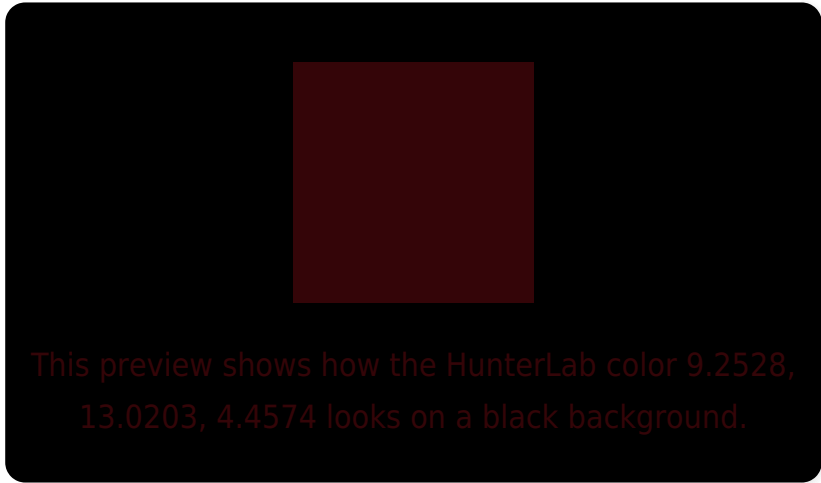 This preview shows how the HunterLab color 9.2528,
13.0203, 4.4574 looks on a black background.